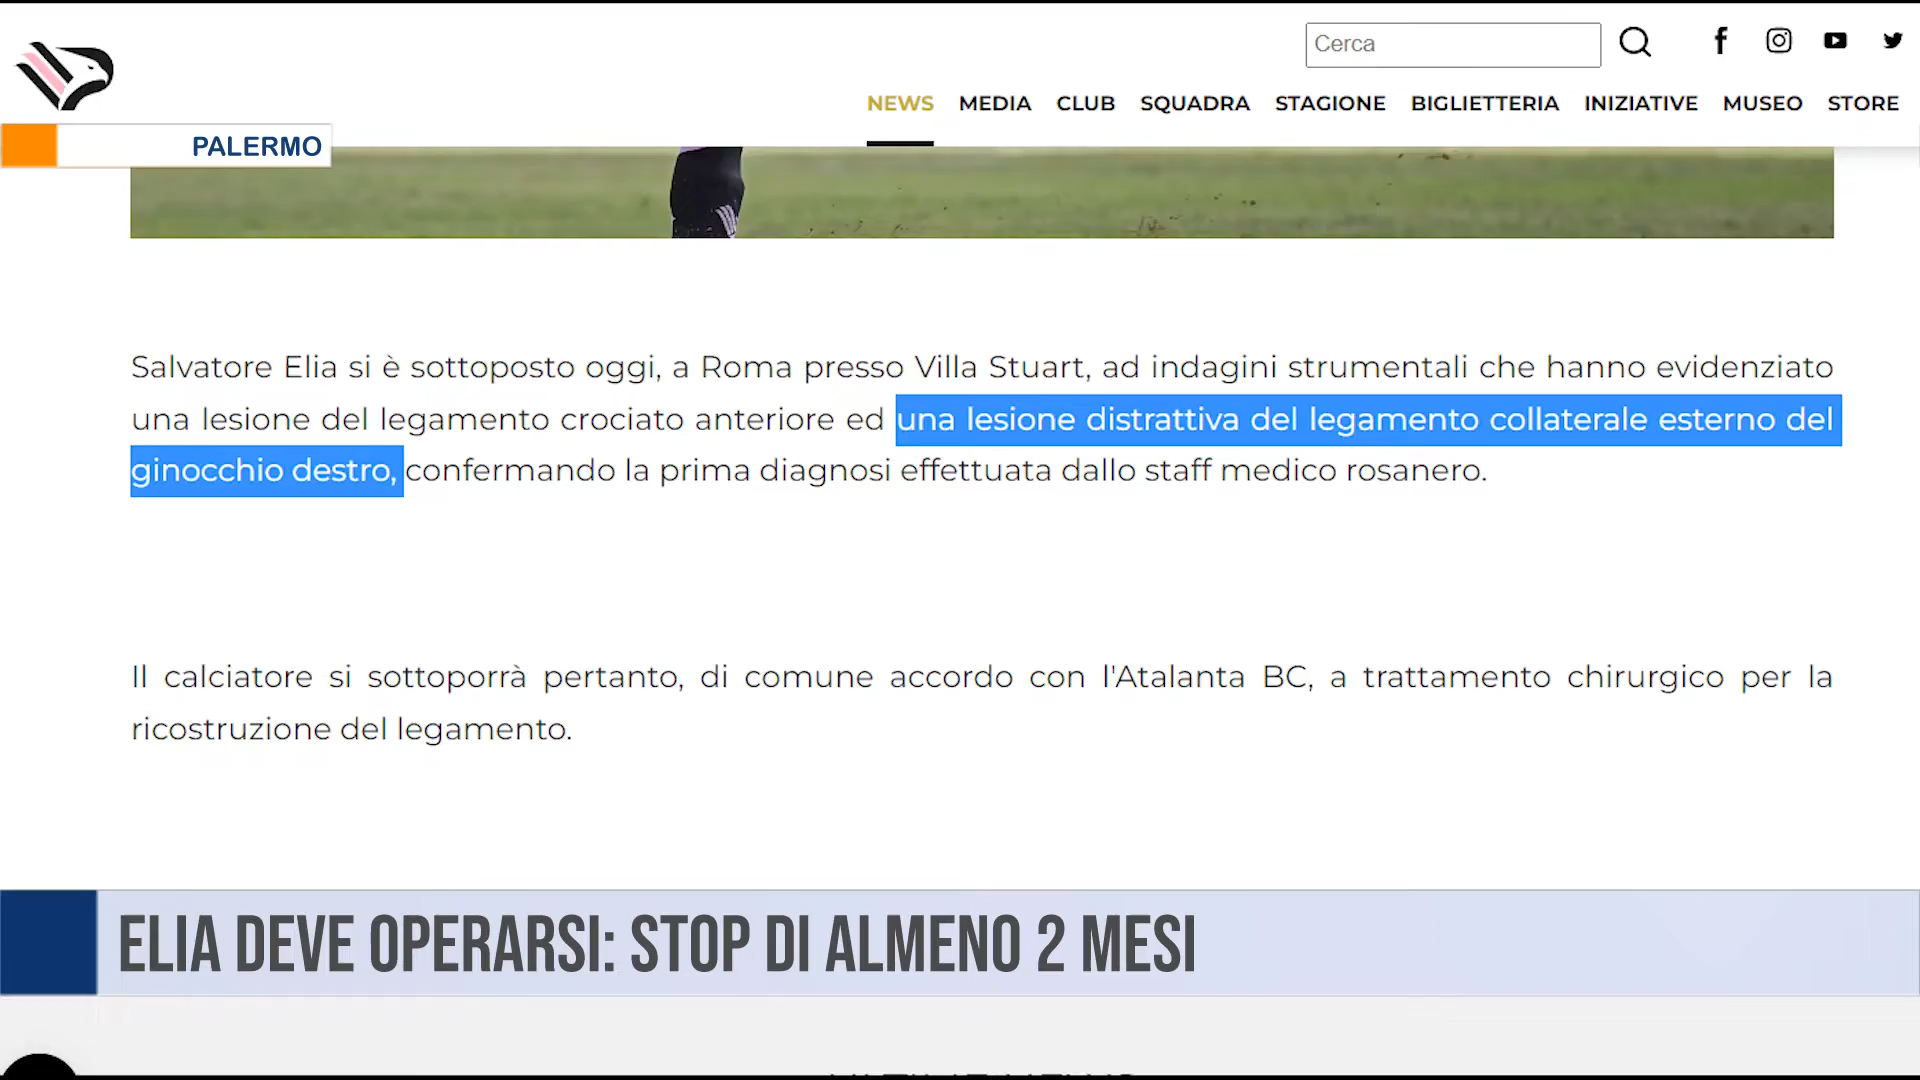 Cerca
NEWS MEDIA CLUB SQUADRA STAGIONE BIGLIETTERIA INIZIATIVE MUSEO STORE
PALERMO
Salvatore Elia si è sottoposto oggi, a Roma presso Villa Stuart, ad indagini strumentali che hanno evidenziato
una lesione del legamento crociato anteriore ed una lesione distrattiva del legamento collaterale esterno del
ginocchio destro, confermando la prima diagnosi effettuata dallo staff medico rosanero.
Il calciatore si sottoporrà pertanto, di comune accordo con l'Atalanta BC, a trattamento chirurgico per la
ricostruzione del legamento.
ELIA DEVE OPERARSI: STOP DI ALMENO 2 MESI